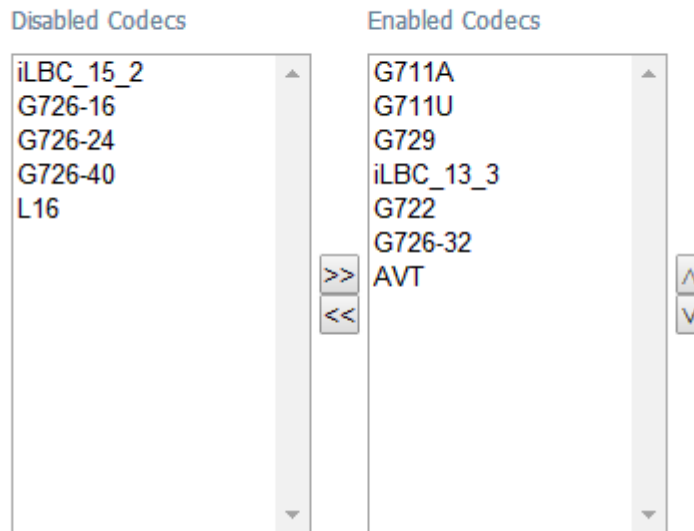 Disabled Codecs
iLBC_15_2
G726-16
G726-24
G726-40
L16
>>
<<
Enabled Codecs
G711A
G711U
G729
iLBC_13_3
G722
G726-32
AVT